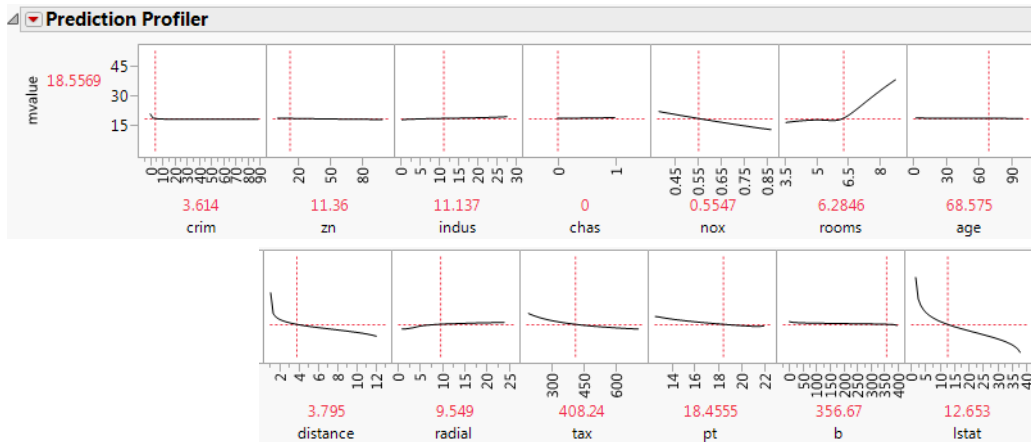 Prediction Profiler
mvalue
18.5569
45
30
15
0 10 20 30 40 50 60 70 80 90
20 40 60 80
0 5 10 15 20 25 30
0 1
0.45 0.55 0.65 0.75 0.85
3.5 5 6.5 8
0 30 60 90
3.614 11.36 11.137 0 0.5547 6.2846 68.575
crim zn indus chas nox rooms age
2 4 6 8 10 12
0 5 10 15 20 25
300 450 600
14 16 18 20 22
0 50 100 150 200 250 300 350 400
0 5 10 15 20 25 30 35 40
3.795 9.549 408.24 18.4555 356.67 12.653
distance radial tax pt b lstat